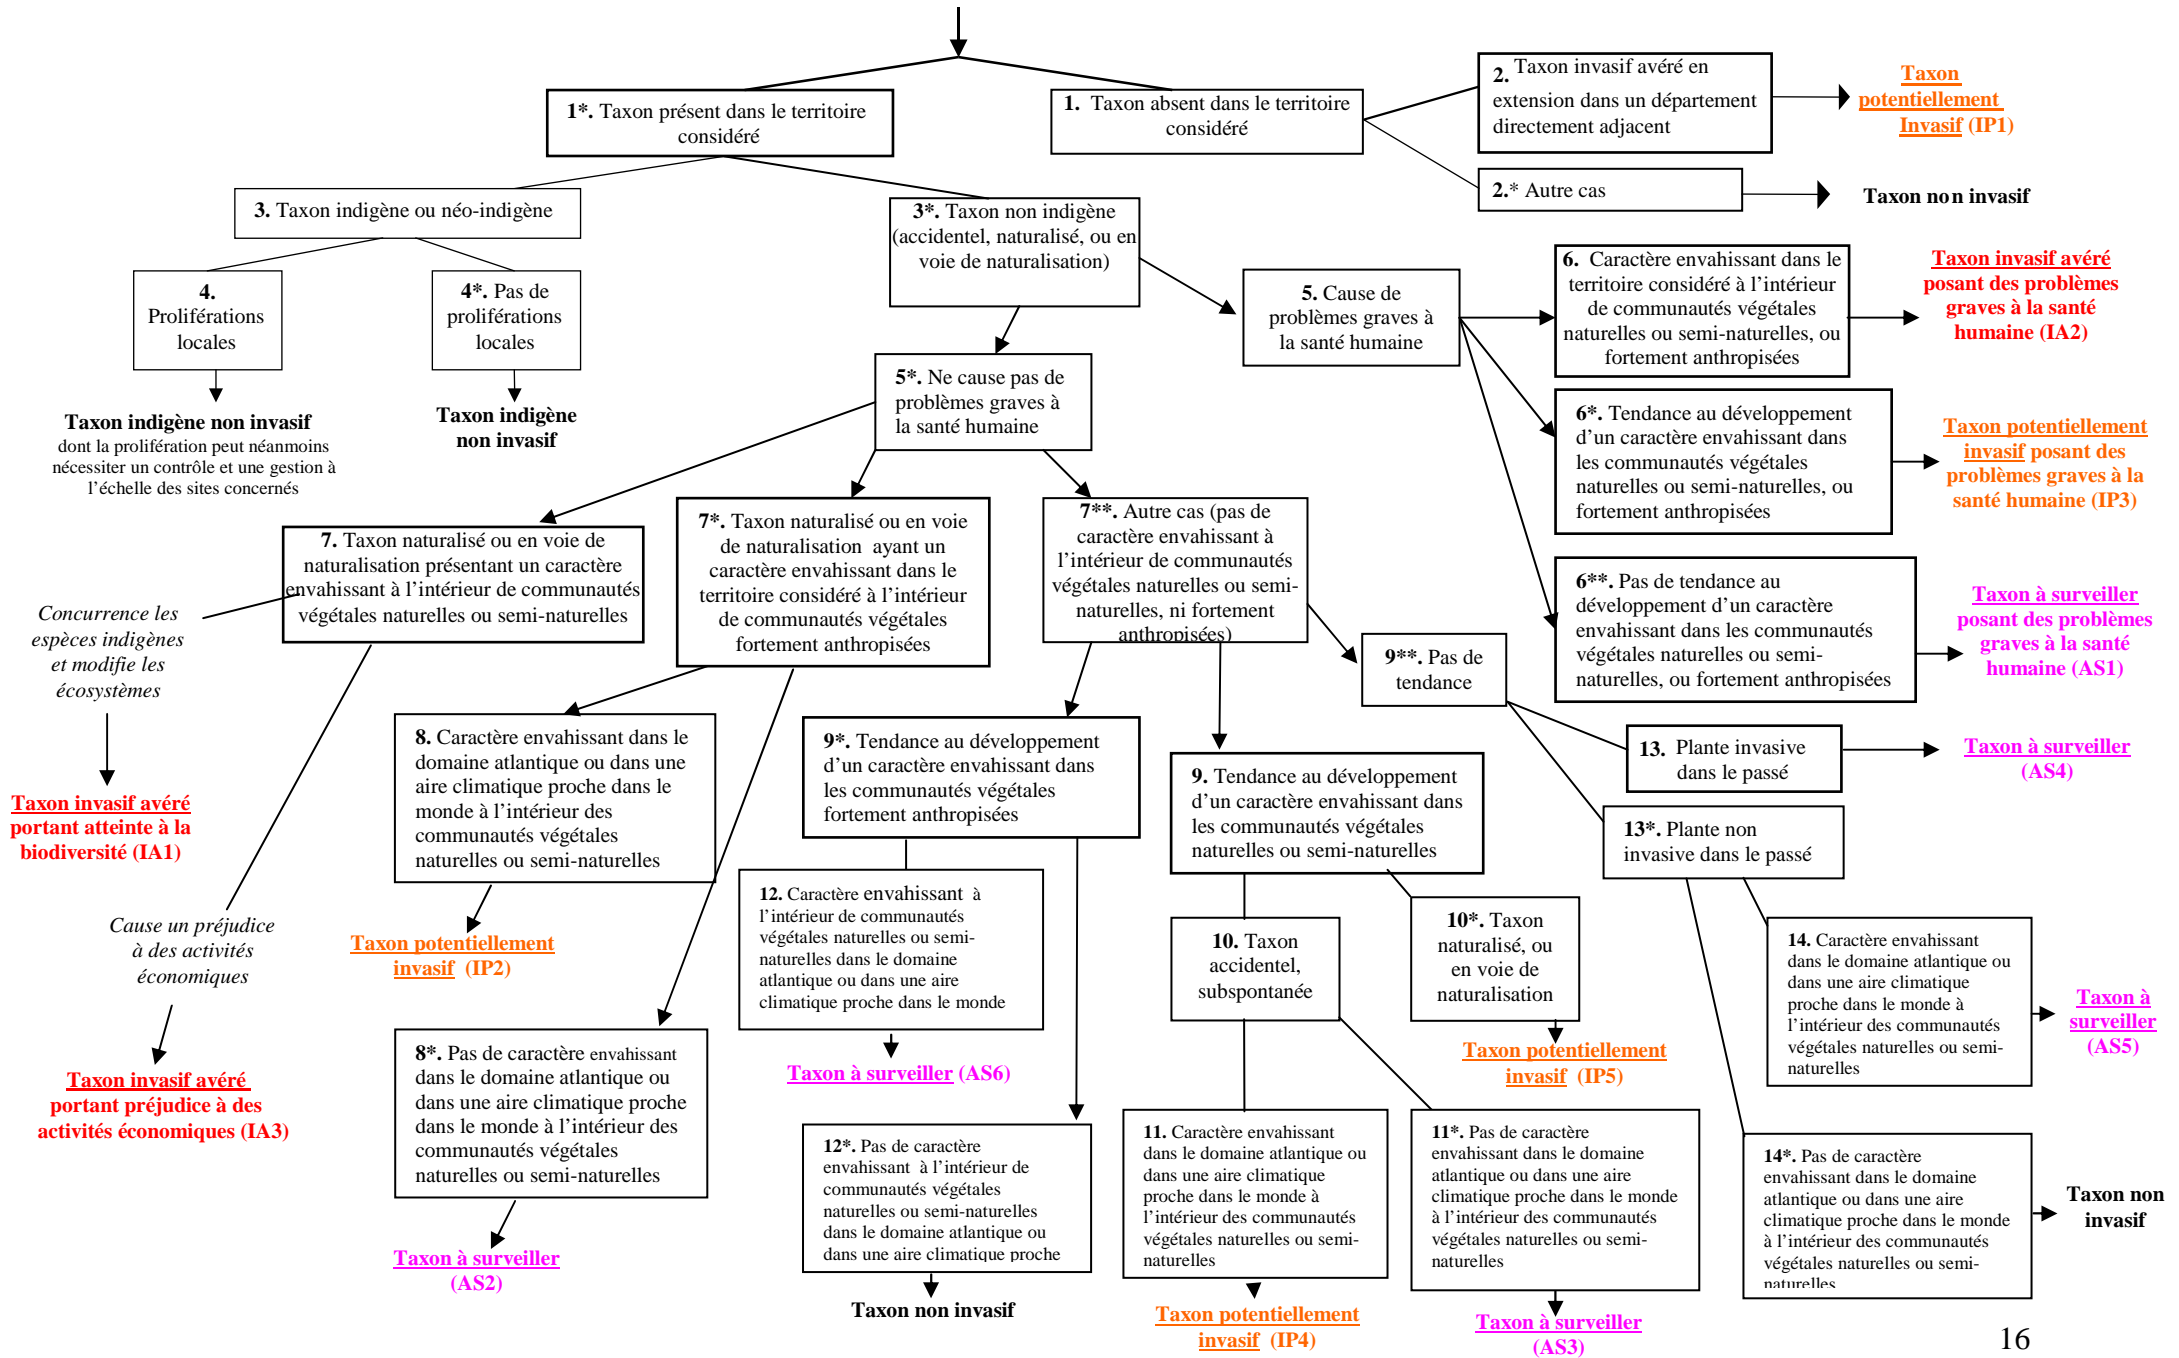 1*. Taxon présent dans le territoire
considéré
1. Taxon absent dans le territoire
considéré
2. Taxon invasif avéré en
extension dans un département
directement adjacent
Taxon
potentiellement
Invasif (IP1)
2.* Autre cas
Taxon non invasif
3. Taxon indigène ou néo-indigène
3*. Taxon non indigène
(accidentel, naturalisé, ou en
voie de naturalisation)
4.
Proliférations
locales
4*. Pas de
proliférations
locales
Taxon indigène non invasif
dont la prolifération peut néanmoins
nécessiter un contrôle et une gestion à
l’échelle des sites concernés
Taxon indigène
non invasif
5. Cause de
problèmes graves à
la santé humaine
5*. Ne cause pas de
problèmes graves à
la santé humaine
6. Caractère envahissant dans le
territoire considéré à l’intérieur
de communautés végétales
naturelles ou semi-naturelles, ou
fortement anthropisées
Taxon invasif avéré
posant des problèmes
graves à la santé
humaine (IA2)
6*. Tendance au développement
d’un caractère envahissant dans
les communautés végétales
naturelles ou semi-naturelles, ou
fortement anthropisées
Taxon potentiellement
invasif posant des
problèmes graves à la
santé humaine (IP3)
6**. Pas de tendance au
développement d’un caractère
envahissant dans les communautés
végétales naturelles ou semi-
naturelles, ou fortement anthropisées
Taxon à surveiller
posant des problèmes
graves à la santé
humaine (AS1)
7. Taxon naturalisé ou en voie de
naturalisation présentant un caractère
envahissant à l’intérieur de communautés
végétales naturelles ou semi-naturelles
7*. Taxon naturalisé ou en voie
de naturalisation ayant un
caractère envahissant dans le
territoire considéré à l’intérieur
de communautés végétales
fortement anthropisées
7**. Autre cas (pas de
caractère envahissant à
l’intérieur de communautés
végétales naturelles ou semi-
naturelles, ni fortement
anthropisées)
Concurrence les
espèces indigènes
et modifie les
écosystèmes
Taxon invasif avéré
portant atteinte à la
biodiversité (IA1)
Cause un préjudice
à des activités
économiques
Taxon invasif avéré
portant préjudice à des
activités économiques (IA3)
8. Caractère envahissant dans le
domaine atlantique ou dans une
aire climatique proche dans le
monde à l’intérieur des
communautés végétales
naturelles ou semi-naturelles
Taxon potentiellement
invasif (IP2)
8*. Pas de caractère envahissant
dans le domaine atlantique ou
dans une aire climatique proche
dans le monde à l’intérieur des
communautés végétales
naturelles ou semi-naturelles
Taxon à surveiller
(AS2)
9*. Tendance au développement
d’un caractère envahissant dans
les communautés végétales
fortement anthropisées
9. Tendance au développement
d’un caractère envahissant dans
les communautés végétales
naturelles ou semi-naturelles
9**. Pas de
tendance
13. Plante invasive
dans le passé
Taxon à surveiller
(AS4)
13*. Plante non
invasive dans le passé
12. Caractère envahissant à
l’intérieur de communautés
végétales naturelles ou semi-
naturelles dans le domaine
atlantique ou dans une aire
climatique proche dans le monde
Taxon à surveiller (AS6)
12*. Pas de caractère
envahissant à l’intérieur de
communautés végétales
naturelles ou semi-naturelles
dans le domaine atlantique ou
dans une aire climatique proche
Taxon non invasif
10. Taxon
accidentel,
subspontanée
10*. Taxon
naturalisé, ou
en voie de
naturalisation
Taxon potentiellement
invasif (IP5)
11. Caractère envahissant
dans le domaine atlantique ou
dans une aire climatique
proche dans le monde à
l’intérieur des communautés
végétales naturelles ou semi-
naturelles
Taxon potentiellement
invasif (IP4)
11*. Pas de caractère
envahissant dans le domaine
atlantique ou dans une aire
climatique proche dans le monde
à l’intérieur des communautés
végétales naturelles ou semi-
naturelles
Taxon à surveiller
(AS3)
14. Caractère envahissant
dans le domaine atlantique ou
dans une aire climatique
proche dans le monde à
l’intérieur des communautés
végétales naturelles ou semi-
naturelles
Taxon à
surveiller
(AS5)
14*. Pas de caractère
envahissant dans le domaine
atlantique ou dans une aire
climatique proche dans le monde
à l’intérieur des communautés
végétales naturelles ou semi-
naturelles
Taxon non
invasif
16